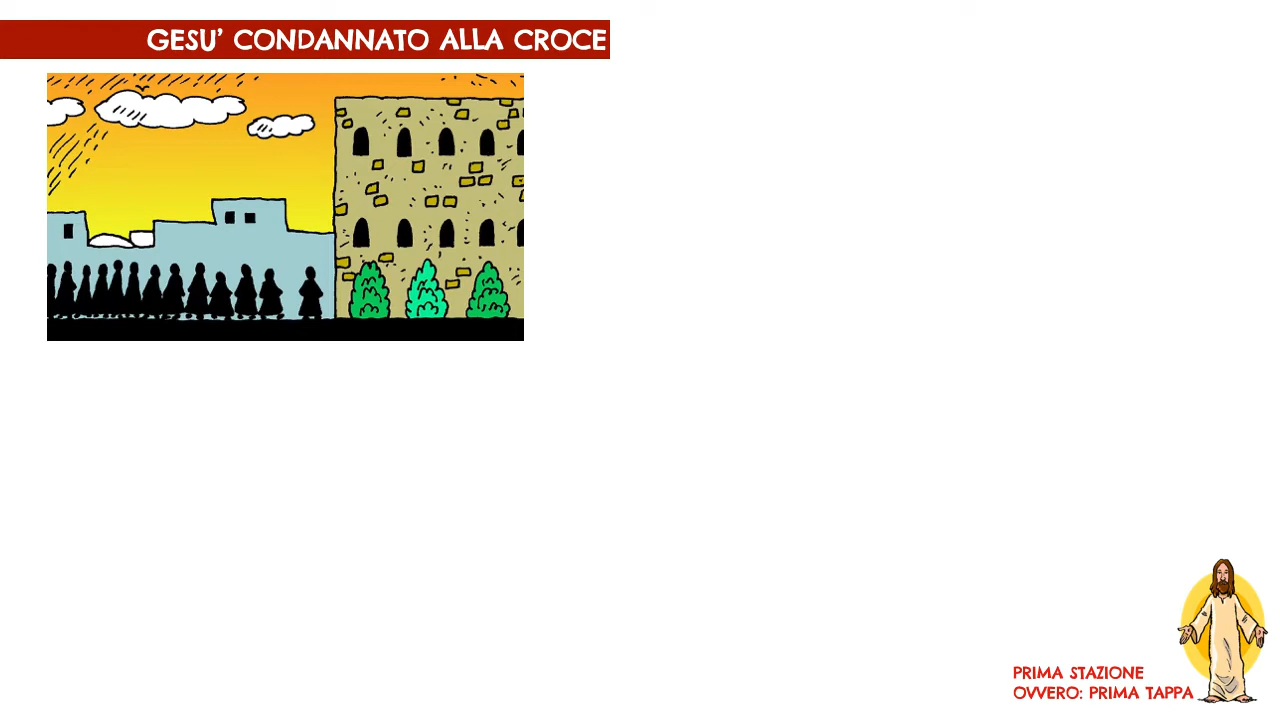 GESU' CONDANNATO ALLA CROCE
PRIMA STAZIONE
OVVERO: PRIMA TAPPA